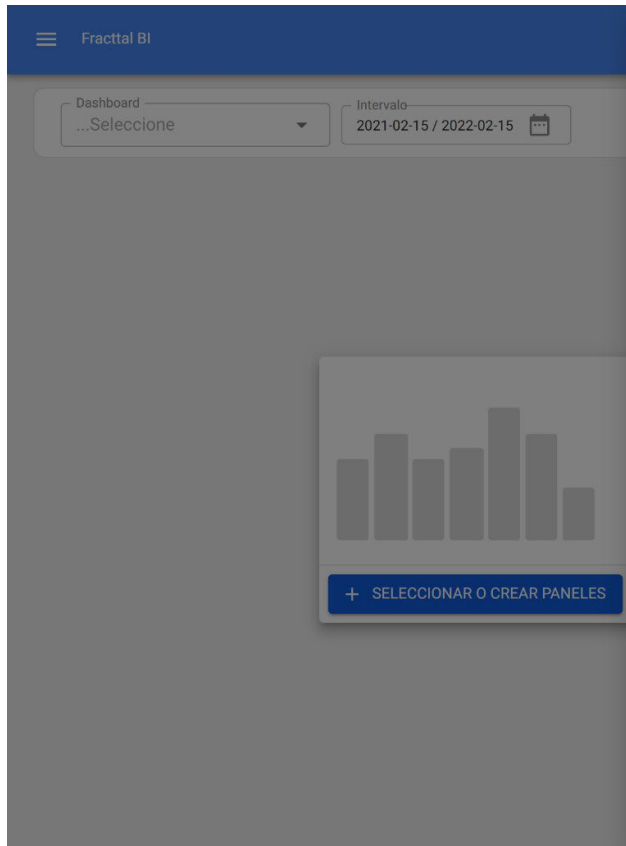 Fracttal BI
Dashboard
...Seleccione
Intervalo
2021-02-15 / 2022-02-15
+ SELECCIONAR O CREAR PANELES